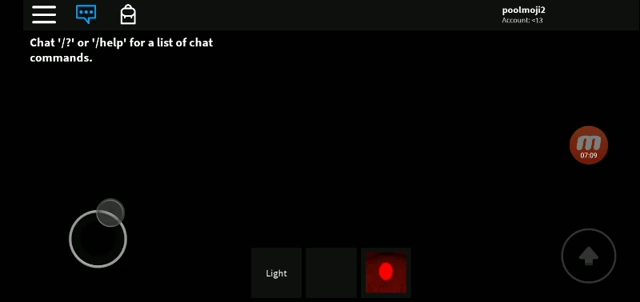 poolmoji2
Account: <13
Chat '/?' or '/help' for a list of chat
commands.
07:09
Light